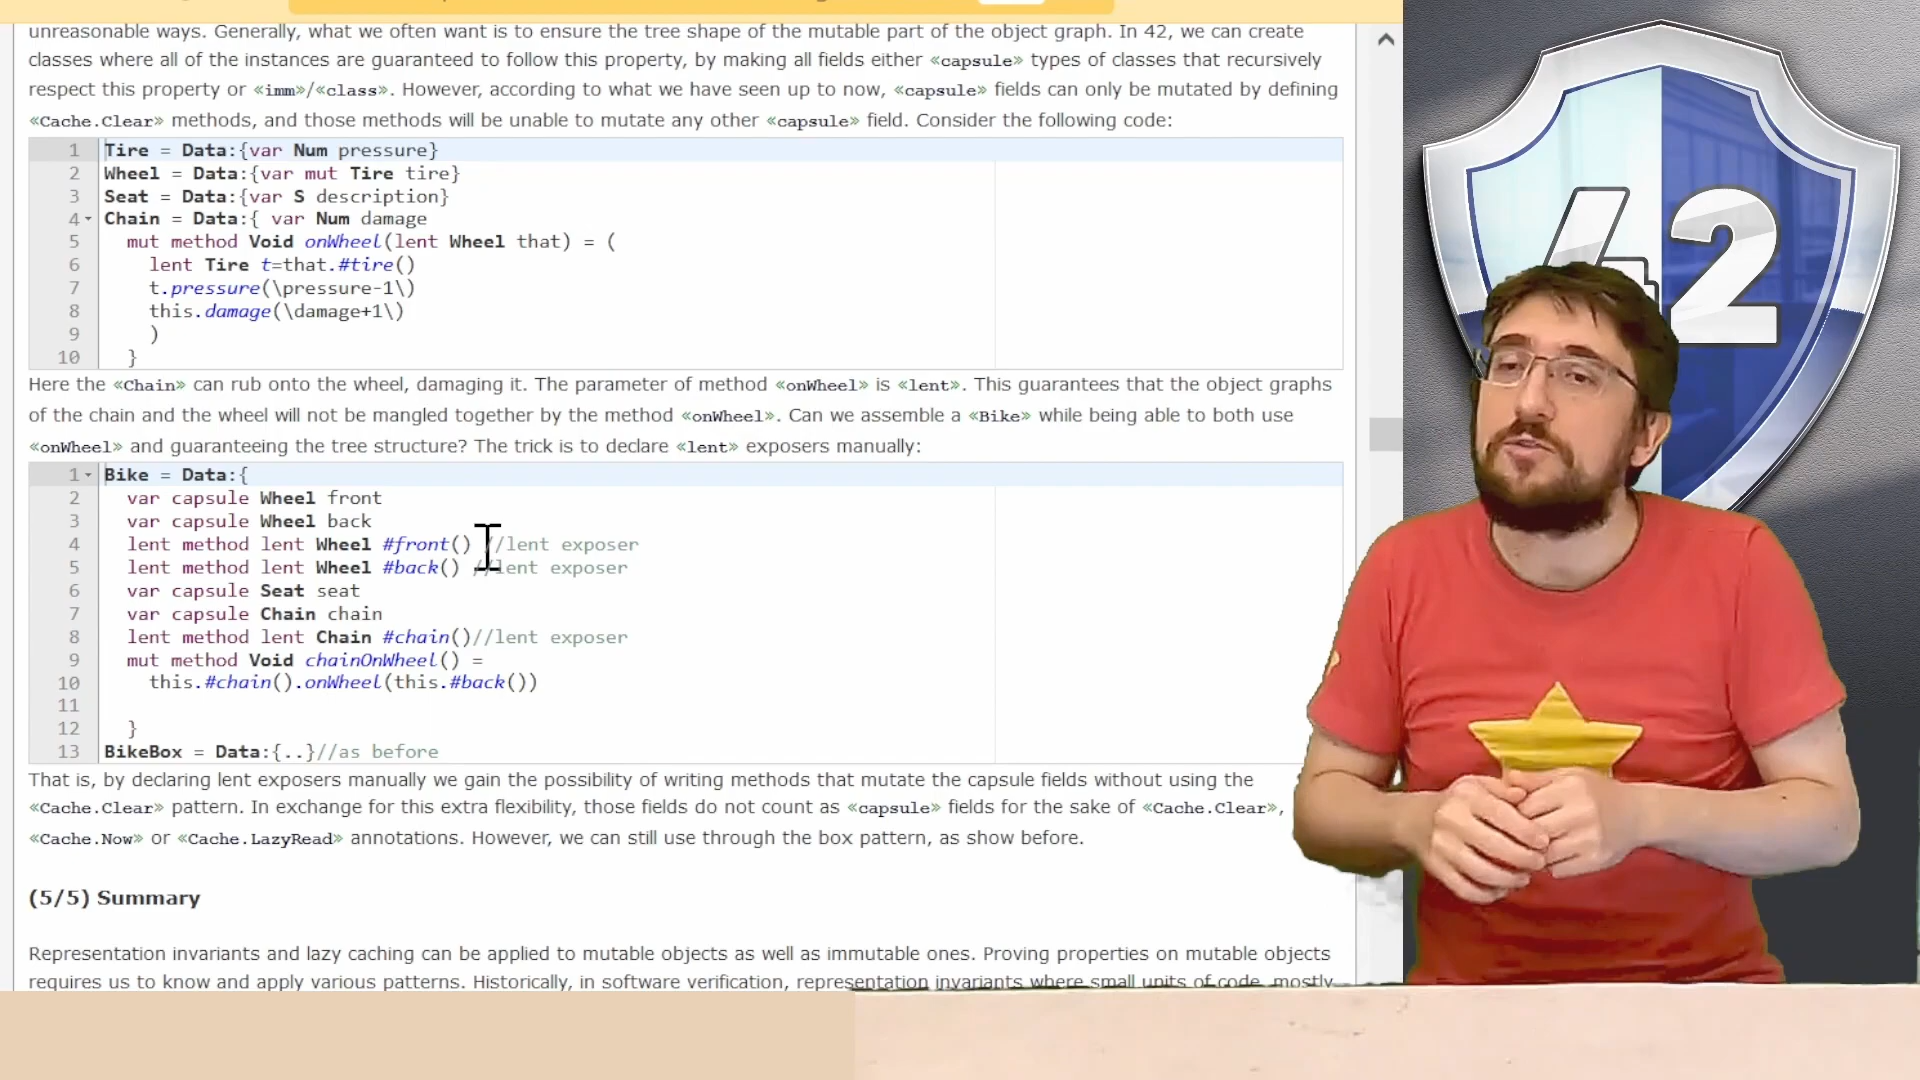 unreasonable ways. Generally, what we often want is to ensure the tree shape of the mutable part of the object graph. In 42, we can create
classes where all of the instances are guaranteed to follow this property, by making all fields either «capsule» types of classes that recursively
respect this property or «imm»/«class». However, according to what we have seen up to now, «capsule» fields can only be mutated by defining
«Cache.Clear» methods, and those methods will be unable to mutate any other «capsule» field. Consider the following code:
1 Tire = Data:{var Num pressure}
2 Wheel = Data:{var mut Tire tire}
3 Seat = Data:{var S description}
4 Chain = Data:{ var Num damage
5 mut method Void onWheel(lent Wheel that) = (
6 lent Tire t=that.#tire()
7 t.pressure(\pressure-1\)
8 this.damage(\damage+1\)
9 )
10 }
Here the «Chain» can rub onto the wheel, damaging it. The parameter of method «onWheel» is «lent». This guarantees that the object graphs
of the chain and the wheel will not be mangled together by the method «onWheel». Can we assemble a «Bike» while being able to both use
«onWheel» and guaranteeing the tree structure? The trick is to declare «lent» exposers manually:
1 Bike = Data:{
2 var capsule Wheel front
3 var capsule Wheel back
4 lent method lent Wheel #front() //lent exposer
5 lent method lent Wheel #back() //lent exposer
6 var capsule Seat seat
7 var capsule Chain chain
8 lent method lent Chain #chain()//lent exposer
9 mut method Void chainOnWheel() =
10 this.#chain().onWheel(this.#back())
11
12 }
13 BikeBox = Data:{..}//as before
That is, by declaring lent exposers manually we gain the possibility of writing methods that mutate the capsule fields without using the
«Cache.Clear» pattern. In exchange for this extra flexibility, those fields do not count as «capsule» fields for the sake of «Cache.Clear»,
«Cache.Now» or «Cache.LazyRead» annotations. However, we can still use through the box pattern, as show before.
(5/5) Summary
Representation invariants and lazy caching can be applied to mutable objects as well as immutable ones. Proving properties on mutable objects
requires us to know and apply various patterns. Historically, in software verification, representation invariants where small units of code, mostly
42